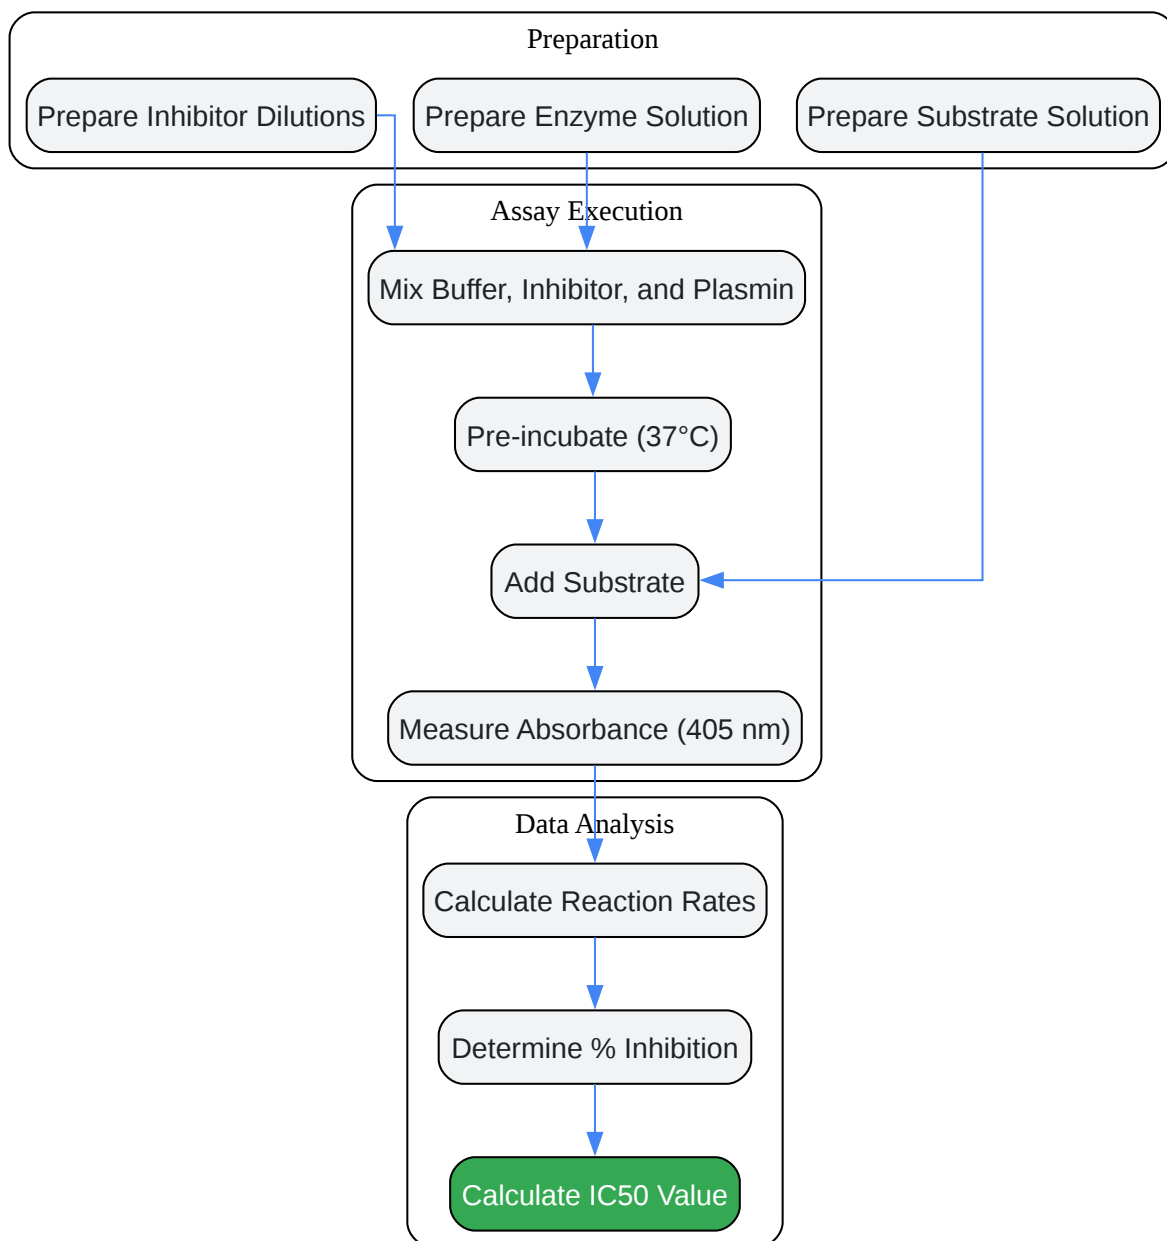 Preparation
Prepare Inhibitor Dilutions
Prepare Enzyme Solution
Prepare Substrate Solution
Assay Execution
Mix Buffer, Inhibitor, and Plasmin
Pre-incubate (37°C)
Add Substrate
Measure Absorbance (405 nm)
Data Analysis
Calculate Reaction Rates
Determine % Inhibition
Calculate IC50 Value